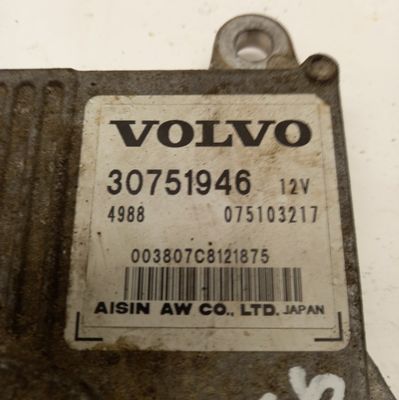 VOLVO
30751946 12V
4988 075103217
003807C8121875
AISIN AW CO., LTD. JAPAN